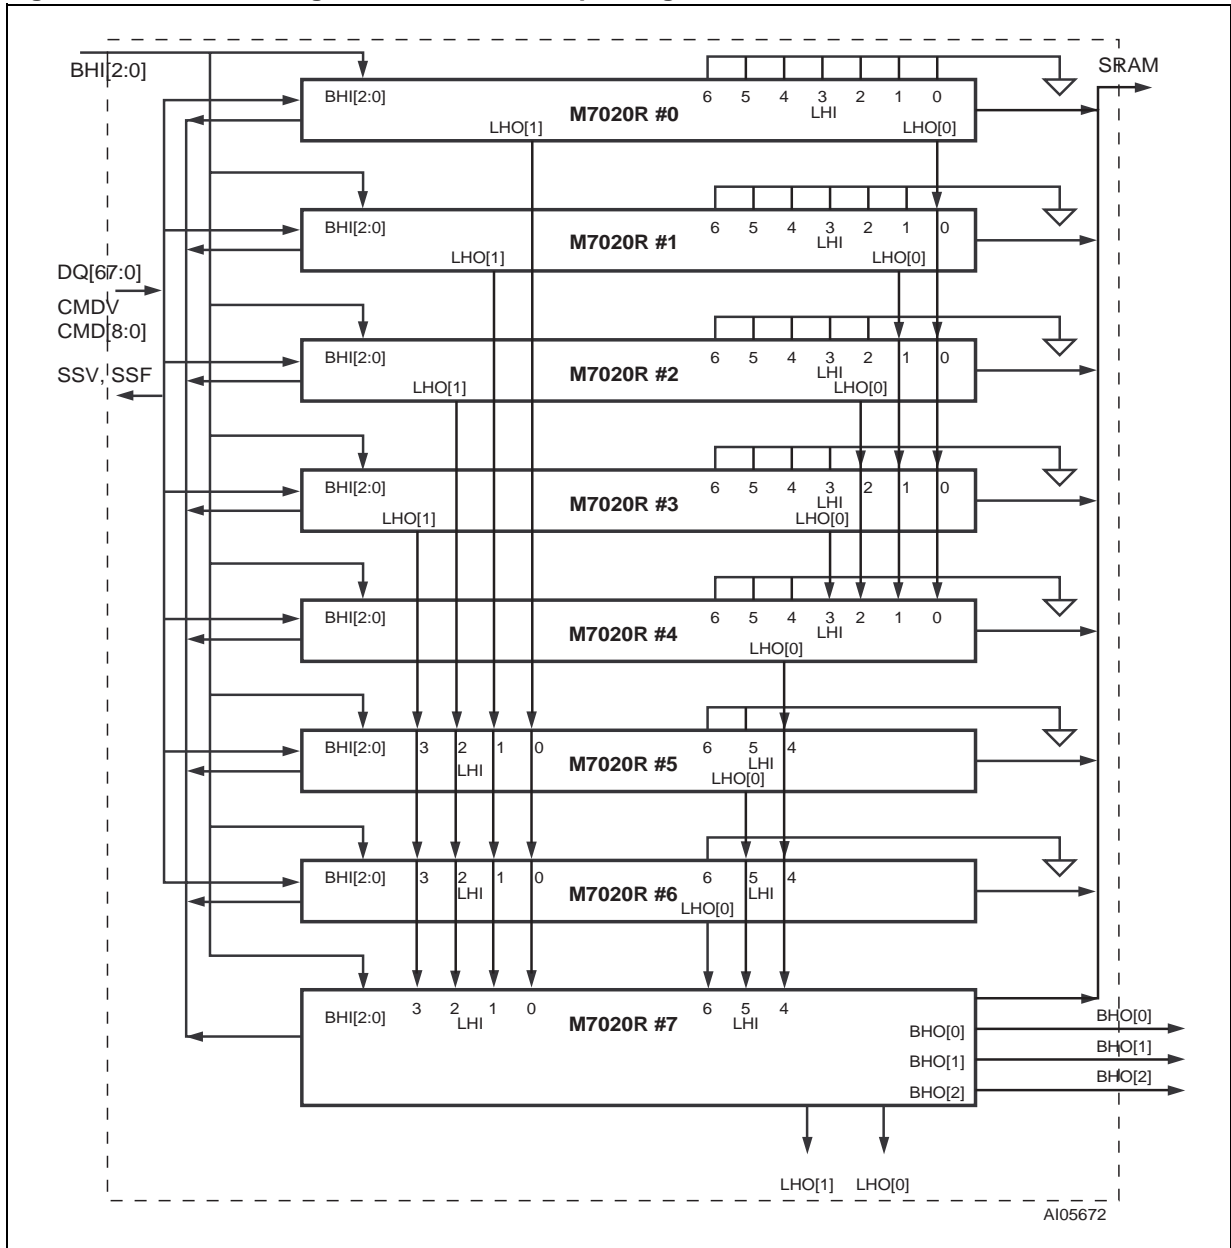 BHI[2:0]
SRAM
BHI[2:0]
M7020R #0
6 5 4 3 2 1 0
LHI
LHO[1]
LHO[0]
BHI[2:0]
M7020R #1
6 5 4 3 2 1 0
LHI
LHO[1]
LHO[0]
DQ[67:0]
CMDV
CMD[8:0]
SSV, SSF
BHI[2:0]
M7020R #2
6 5 4 3 2 1 0
LHI
LHO[1]
LHO[0]
BHI[2:0]
M7020R #3
6 5 4 3 2 1 0
LHI
LHO[1]
LHO[0]
BHI[2:0]
M7020R #4
6 5 4 3 2 1 0
LHI
LHO[0]
BHI[2:0]
3 2 1 0
LHI
M7020R #5
6 5 4
LHI
LHO[0]
BHI[2:0]
3 2 1 0
LHI
M7020R #6
6 5 4
LHI
LHO[0]
BHI[2:0]
3 2 1 0
LHI
M7020R #7
6 5 4
LHI
BHO[0]
BHO[1]
BHO[2]
BHO[0]
BHO[1]
BHO[2]
LHO[1]
LHO[0]
AI05672